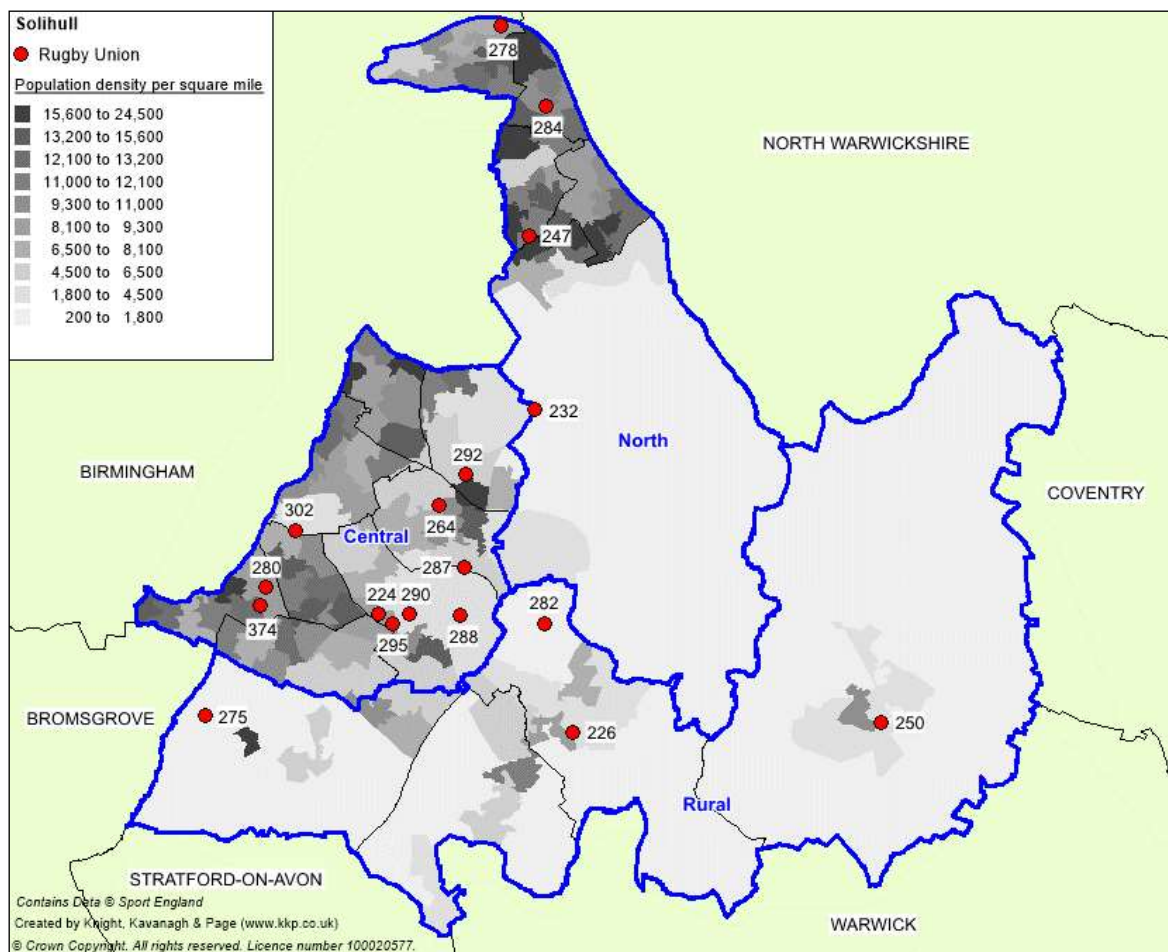 Solihull
Rugby Union
Population density per square mile
15,600 to 24,500
13,200 to 15,600
12,100 to 13,200
11,000 to 12,100
9,300 to 11,000
8,100 to 9,300
6,500 to 8,100
4,500 to 6,500
1,800 to 4,500
200 to 1,800
278
284
NORTH WARWICKSHIRE
247
232
North
BIRMINGHAM
292
COVENTRY
302
264
Central
287
280
224
290
282
374
295
288
BROMSGROVE
275
226
250
Rural
STRATFORD-ON-AVON
WARWICK
Contains Data © Sport England
Created by Knight, Kavanagh & Page (www.kkp.co.uk)
© Crown Copyright. All rights reserved. Licence number 100020577.